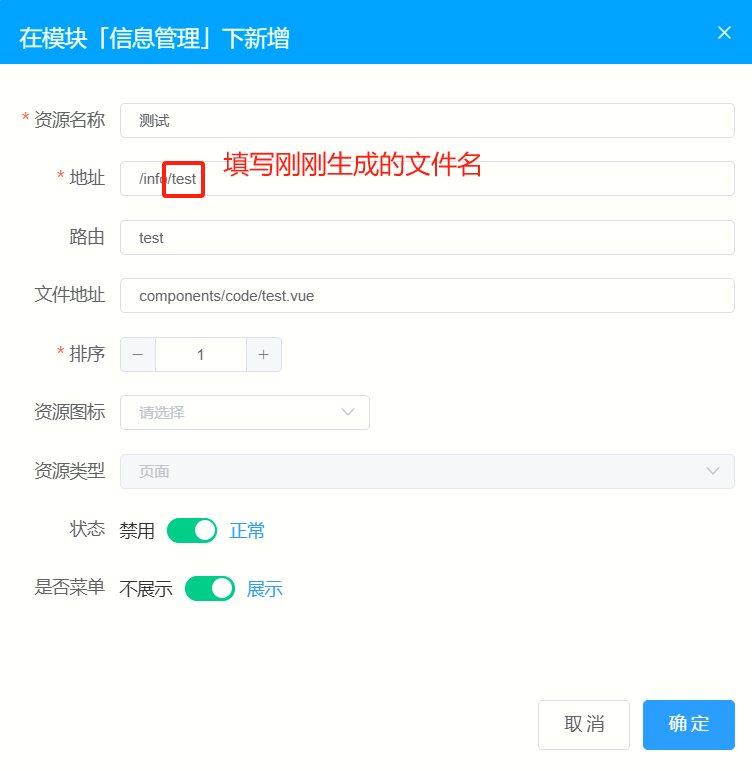 在模块「信息管理」下新增
* 资源名称 测试
* 地址 /info/test 填写刚刚生成的文件名
路由 test
文件地址 components/code/test.vue
* 排序 − 1 +
资源图标 请选择
资源类型 页面
状态 禁用 正常
是否菜单 不展示 展示
取消 确定